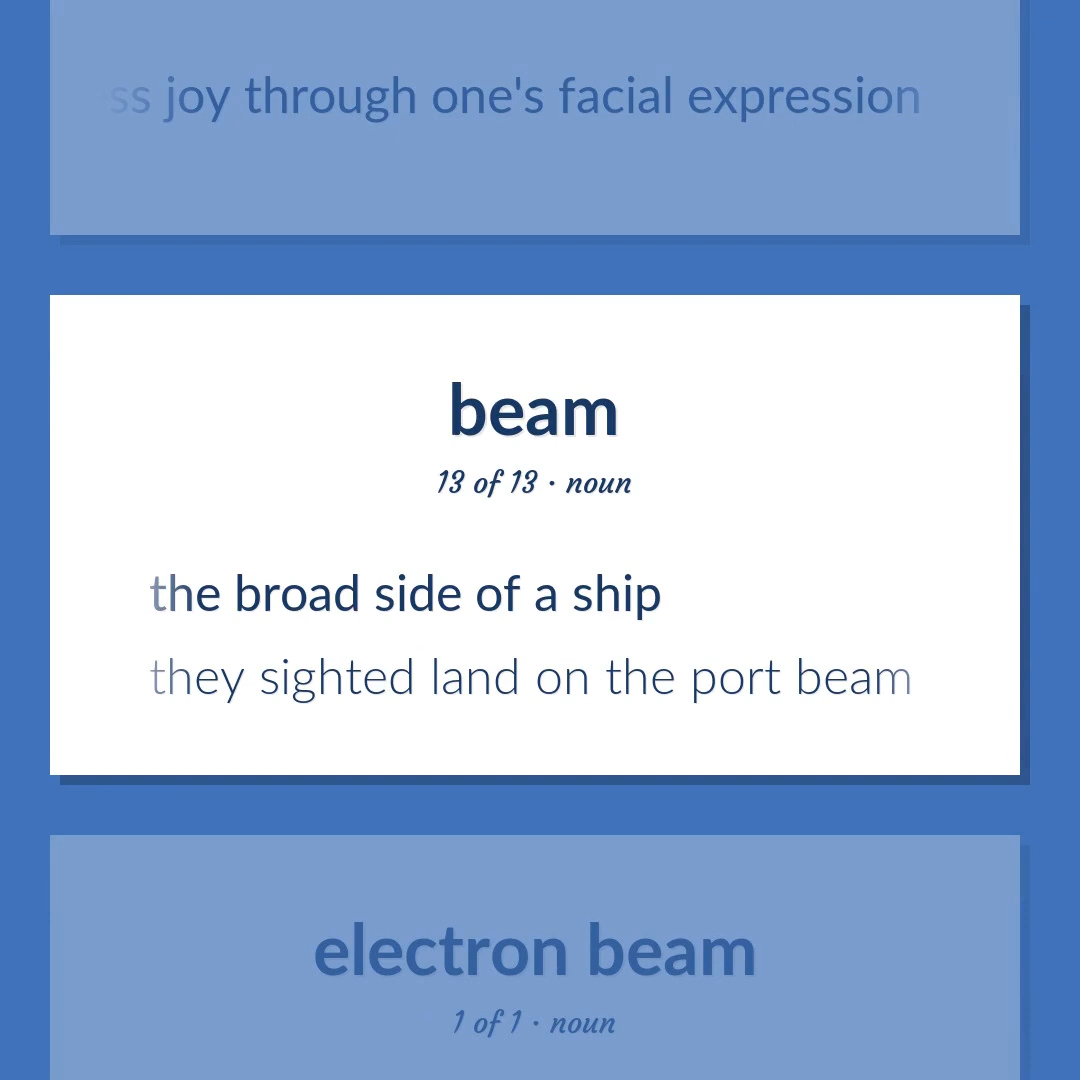 ss joy through one's facial expression
beam
13 of 13 · noun
the broad side of a ship
they sighted land on the port beam
electron beam
1 of 1 · noun